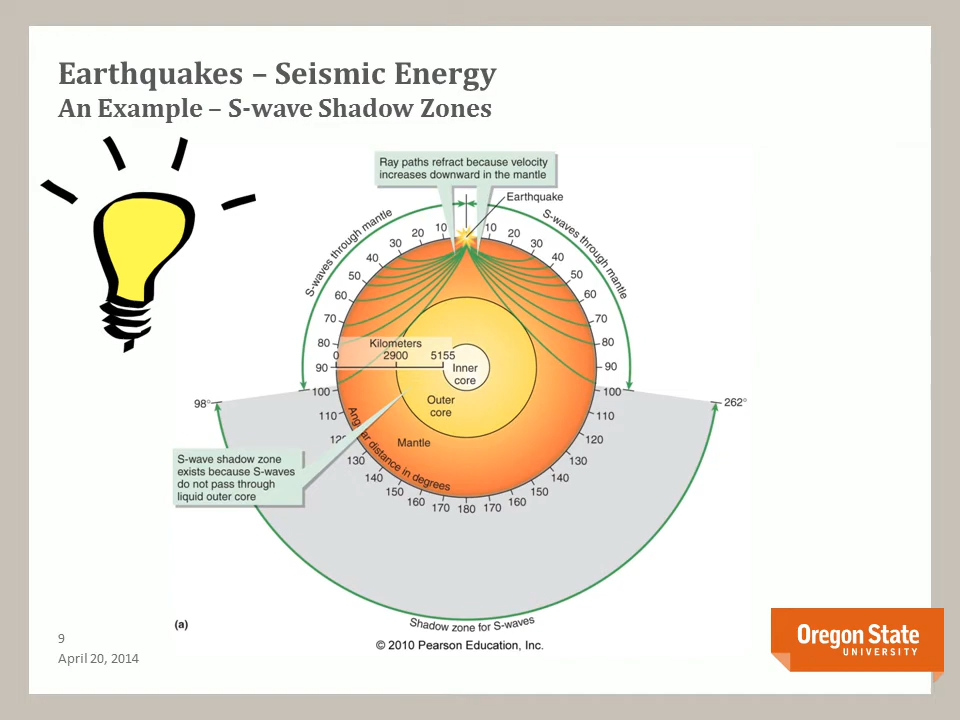 Earthquakes – Seismic Energy
An Example – S-wave Shadow Zones
Ray paths refract because velocity
increases downward in the mantle
Earthquake
S-waves through mantle
S-waves through mantle
10
20
30
40
50
60
70
80
90
100
110
12
130
140
150
160
170
180
10
20
30
40
50
60
70
80
90
100
110
120
130
140
150
160
170
Kilometers
0 2900 5155
Inner
core
Outer
core
Mantle
Angular distance in degrees
98°
262°
S-wave shadow zone
exists because S-waves
do not pass through
liquid outer core
Shadow zone for S-waves
(a)
© 2010 Pearson Education, Inc.
9
April 20, 2014
Oregon State
UNIVERSITY